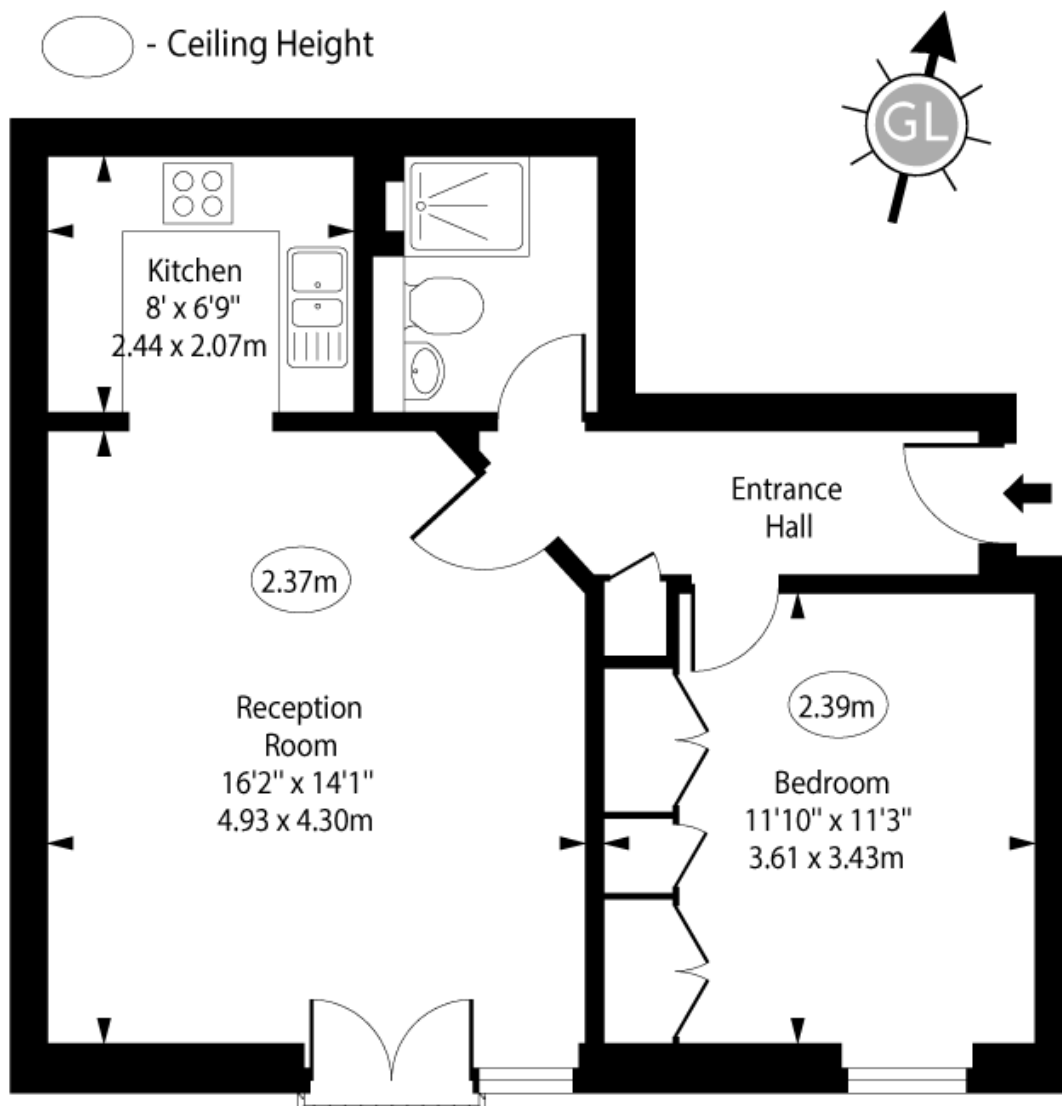 - Ceiling Height
GL
Kitchen
8' x 6'9"
2.44 x 2.07m
Entrance
Hall
2.37m
2.39m
Reception
Room
16'2" x 14'1"
4.93 x 4.30m
Bedroom
11'10" x 11'3"
3.61 x 3.43m